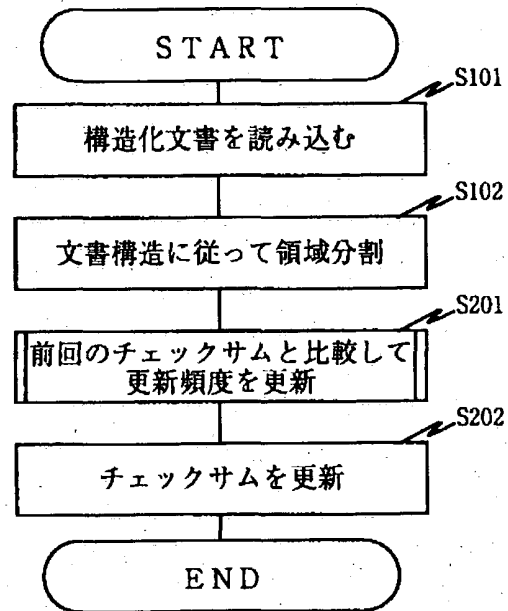 START
S101
構造化文書を読み込む
S102
文書構造に従って領域分割
S201
前回のチェックサムと比較して
更新頻度を更新
S202
チェックサムを更新
END